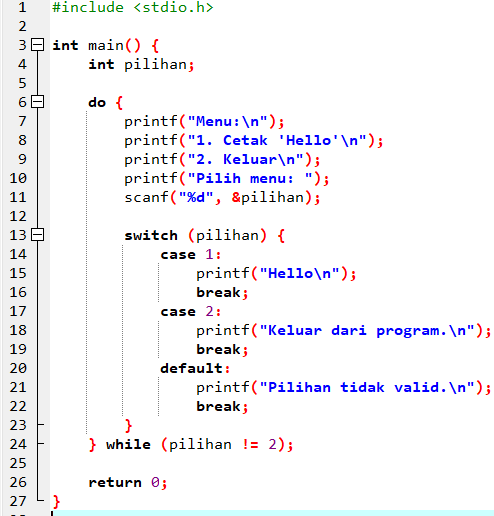 1 #include <stdio.h>
2
3 int main() {
4     int pilihan;
5
6     do {
7         printf("Menu:\n");
8         printf("1. Cetak 'Hello'\n");
9         printf("2. Keluar\n");
10         printf("Pilih menu: ");
11         scanf("%d", &pilihan);
12
13         switch (pilihan) {
14             case 1:
15                 printf("Hello\n");
16                 break;
17             case 2:
18                 printf("Keluar dari program.\n");
19                 break;
20             default:
21                 printf("Pilihan tidak valid.\n");
22                 break;
23         }
24     } while (pilihan != 2);
25
26     return 0;
27 }